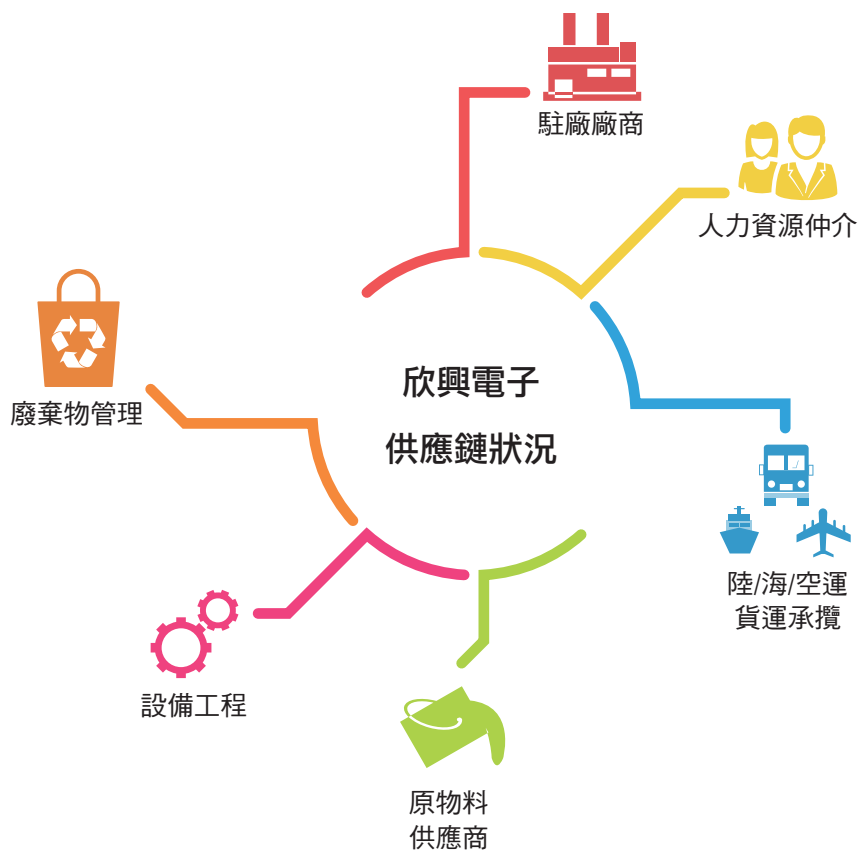 駐廠廠商
人力資源仲介
欣興電子
供應鏈狀況
廢棄物管理
陸/海/空運
貨運承攬
設備工程
原物料
供應商